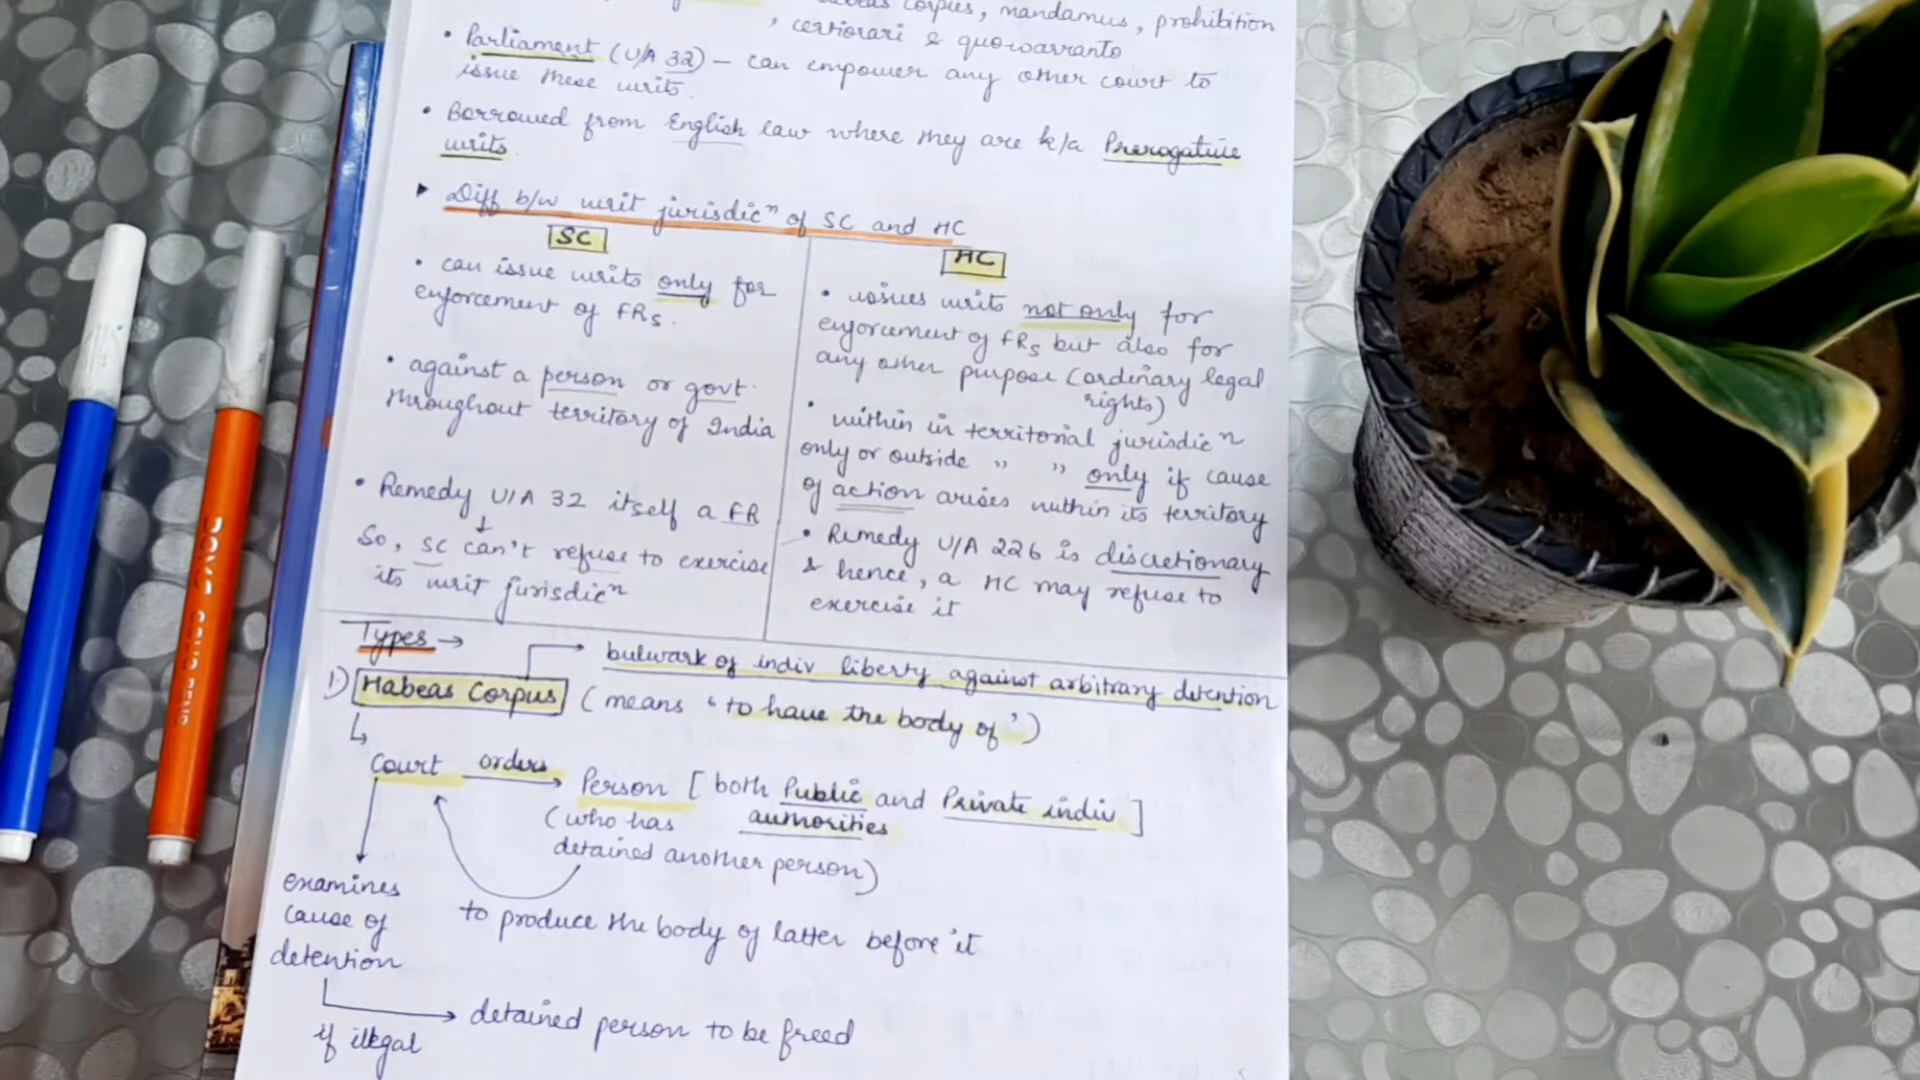 corpus, mandamus, prohibition
, certiorari & quo warranto
• Parliament (U/A 32) – can empower any other court to
issue these writs.
• Borrowed from English law where they are k/a Prerogative
writs.
▸ Diff b/w writ jurisdicⁿ of SC and HC
SC
• can issue writs only for
enforcement of FRs.
• against a person or govt.
throughout territory of India
• Remedy U/A 32 itself a FR
↓
So, SC can't refuse to exercise
its writ jurisdicⁿ
HC
• issues writs not only for
enforcement of FRs but also for
any other purpose (ordinary legal
rights)
• within in territorial jurisdicⁿ
only or outside " " only if cause
of action arises within its territory
• Remedy U/A 226 is discretionary
& hence, a HC may refuse to
exercise it
Types →
→ bulwark of indiv liberty against arbitrary detention
1.) Habeas Corpus (means 'to have the body of')
Court orders → Person [both Public and Private indiv]
authorities
(who has
detained another person)
to produce the body of latter before it
examines
cause of
detention
if illegal → detained person to be freed
DOMS
PENS